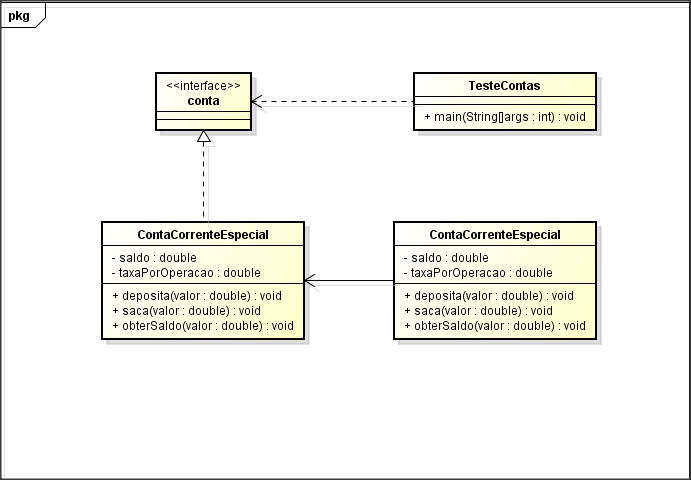 pkg
<<interface>>
conta
TesteContas
+ main(String[]args : int) : void
ContaCorrenteEspecial
- saldo : double
- taxaPorOperacao : double
+ deposita(valor : double) : void
+ saca(valor : double) : void
+ obterSaldo(valor : double) : void
ContaCorrenteEspecial
- saldo : double
- taxaPorOperacao : double
+ deposita(valor : double) : void
+ saca(valor : double) : void
+ obterSaldo(valor : double) : void